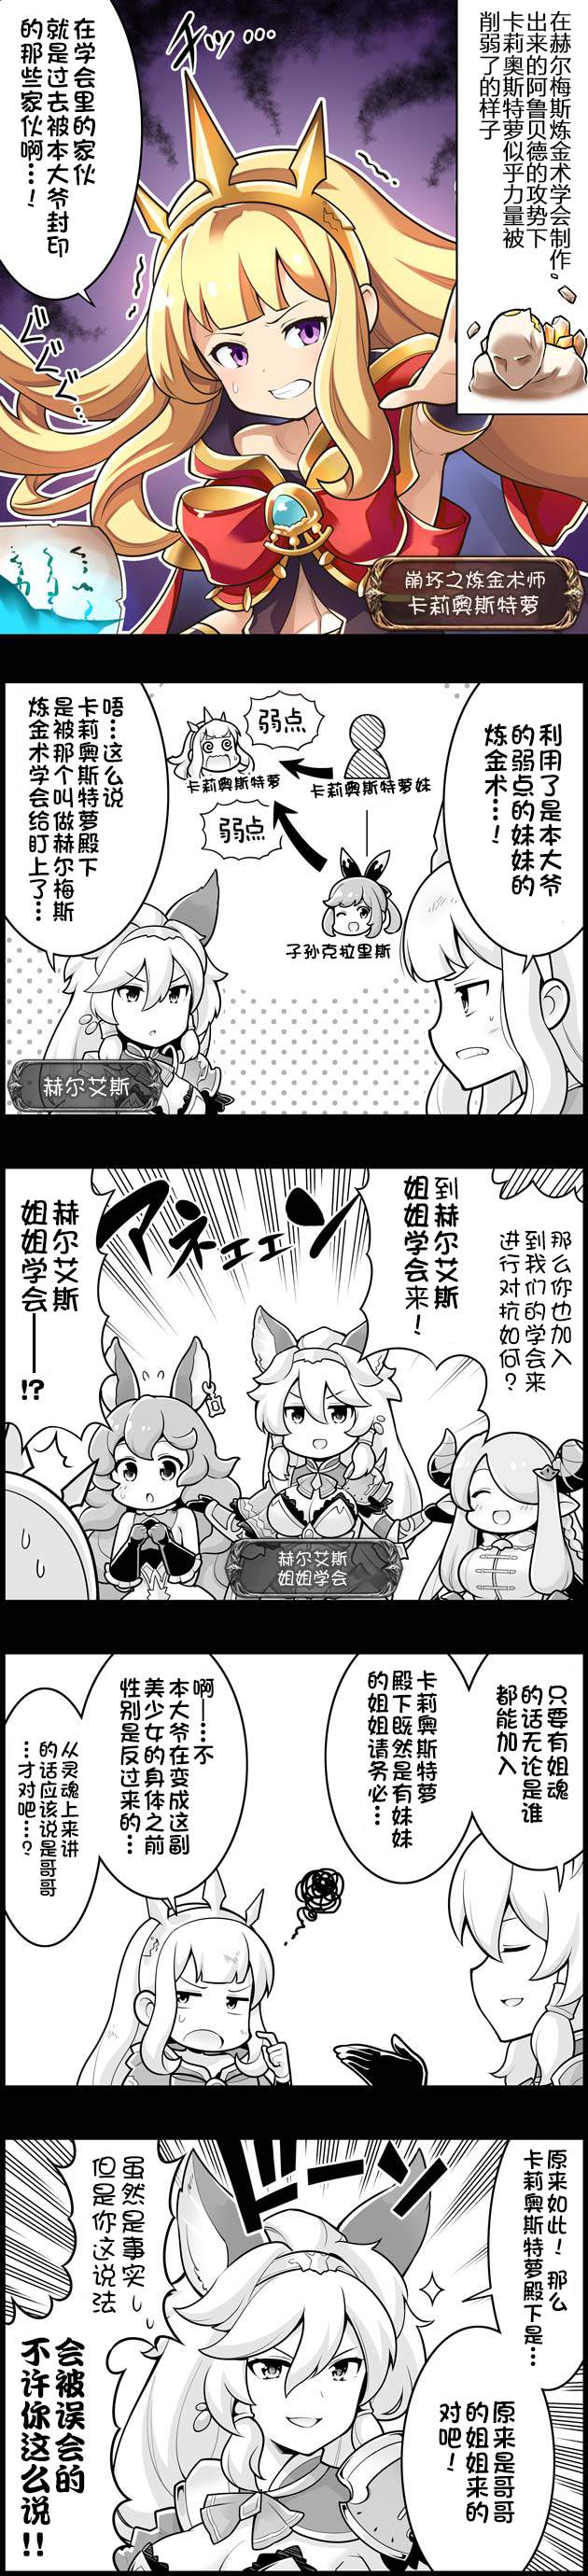 在赫尔梅斯炼金术学会制作
出来的阿鲁贝德的攻势下
卡莉奥斯特萝似乎力量被
削弱了的样子
チッ…
在学会里的家伙
就是过去被本大爷封印
的那些家伙啊…！
ぐぐぐ…
崩坏之炼金术师
卡莉奥斯特萝
利用了是本大爷
的弱点的妹妹的
炼金术…！
弱点
卡莉奥斯特萝
卡莉奥斯特萝妹
弱点
子孙克拉里斯
唔…这么说
卡莉奥斯特萝殿下
是被那个叫做赫尔梅斯
炼金术学会给盯上了…
赫尔艾斯
那么你也加入
到我们的学会来
进行对抗如何？
到赫尔艾斯
姐姐学会来！
アネェェン
赫尔艾斯
姐姐学会——
!?
赫尔艾斯
姐姐学会
只要有姐魂
的话无论是谁
都能加入
卡莉奥斯特萝
殿下既然是有妹妹
的姐姐请务必…
啊——…不
本大爷在变成这副
美少女的身体之前
性别是反过来的…
从灵魂上来讲
的话应该说是哥哥
…才对吧…？
原来如此！那么
卡莉奥斯特萝殿下是…
ドーン
原来是哥哥
的姐姐来的
对吧！
虽然是事实
但是你这说法
会被误会的
不许你这么说!!